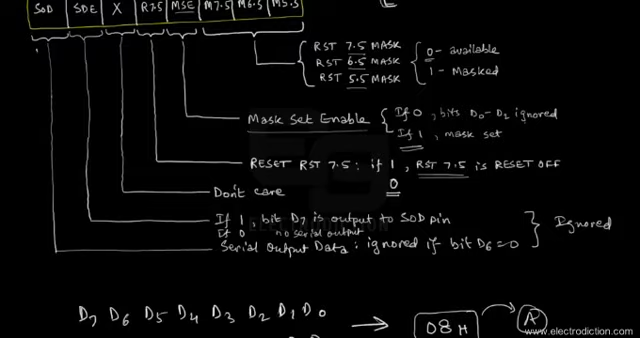 SOD SDE X R7.5 MSE M7.5 M6.5 M5.5
RST 7.5 MASK
RST 6.5 MASK
RST 5.5 MASK
0 - available
1 - Masked
Mask Set Enable
If 0, bits D0-D2 ignored
If 1, mask set
RESET RST 7.5: if 1, RST 7.5 is RESET OFF
0
Don't care
If 1, bit D7 is output to SOD pin
If 0 no serial output
Serial Output Data: ignored if bit D6=0
Ignored
ELECTRODICTION
D7 D6 D5 D4 D3 D2 D1 D0
08H
A
www.electrodiction.com